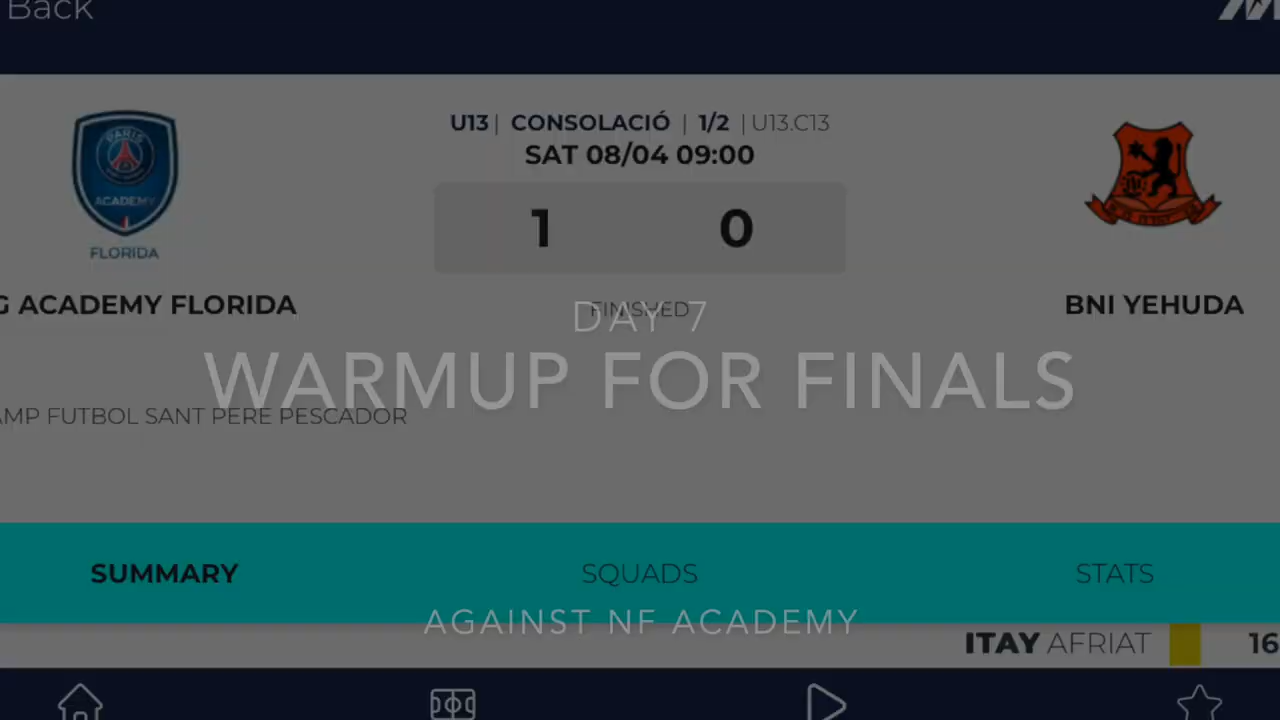 Back
U13 | CONSOLACIÓ | 1/2 | U13.C13
SAT 08/04 09:00
1 0
PARIS
ACADEMY
FLORIDA
G ACADEMY FLORIDA
BNI YEHUDA
FINISHED
DAY 7
WARMUP FOR FINALS
AMP FUTBOL SANT PERE PESCADOR
SUMMARY SQUADS STATS
AGAINST NF ACADEMY
ITAY AFRIAT 16